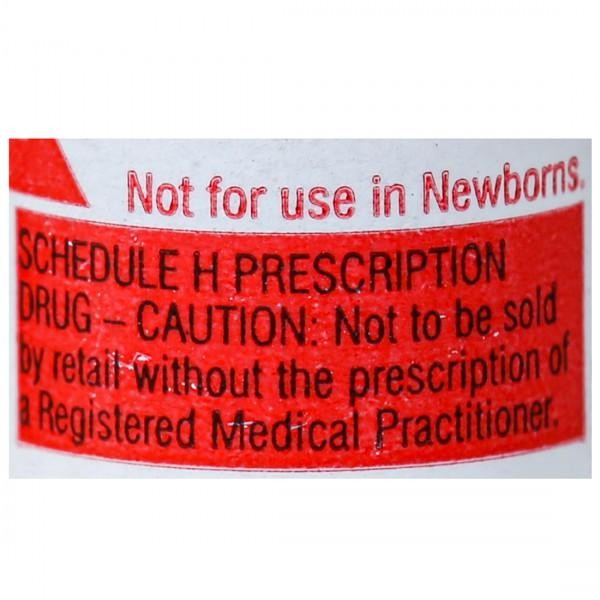 Not for use in Newborns.
SCHEDULE H PRESCRIPTION
DRUG – CAUTION: Not to be sold
by retail without the prescription of
a Registered Medical Practitioner.